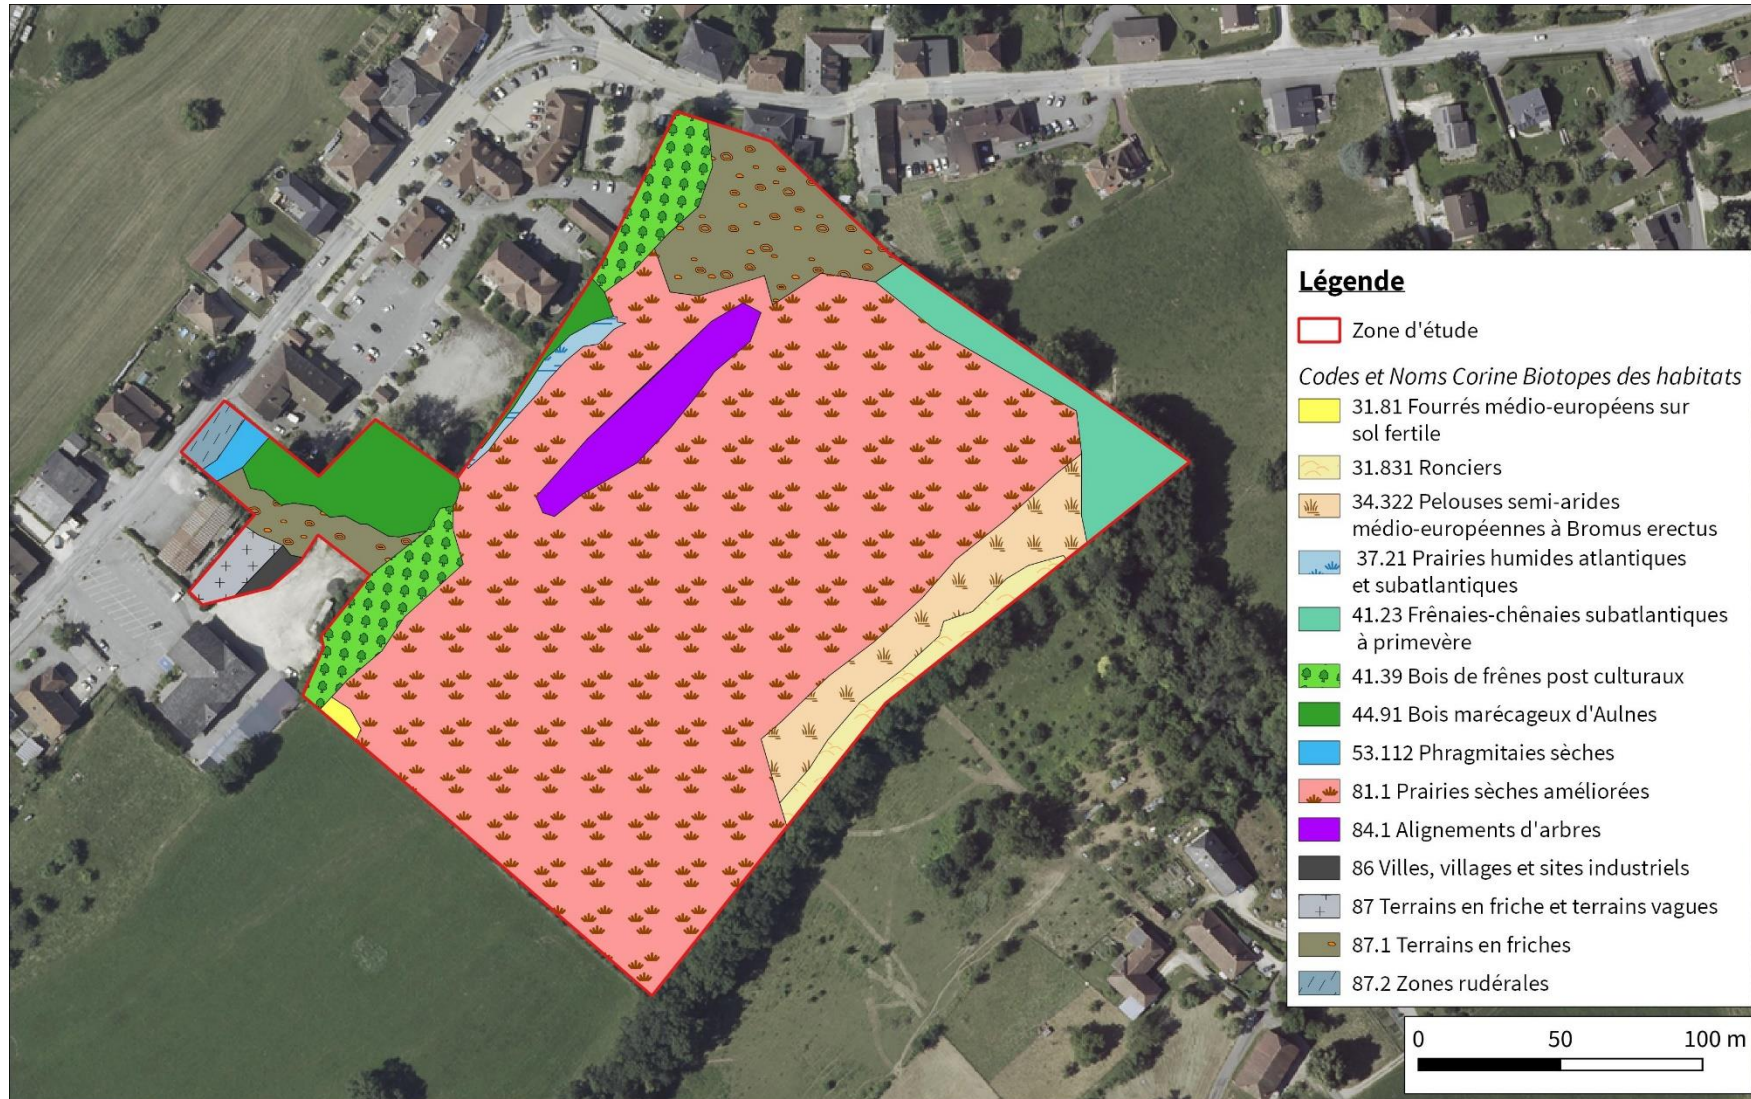 Légende
Zone d'étude
Codes et Noms Corine Biotopes des habitats
31.81 Fourrés médio-européens sur
sol fertile
31.831 Ronciers
34.322 Pelouses semi-arides
médio-européennes à Bromus erectus
37.21 Prairies humides atlantiques
et subatlantiques
41.23 Frênaies-chênaies subatlantiques
à primevère
41.39 Bois de frênes post culturaux
44.91 Bois marécageux d'Aulnes
53.112 Phragmitaies sèches
81.1 Prairies sèches améliorées
84.1 Alignements d'arbres
86 Villes, villages et sites industriels
87 Terrains en friche et terrains vagues
87.1 Terrains en friches
87.2 Zones rudérales
0 50 100 m